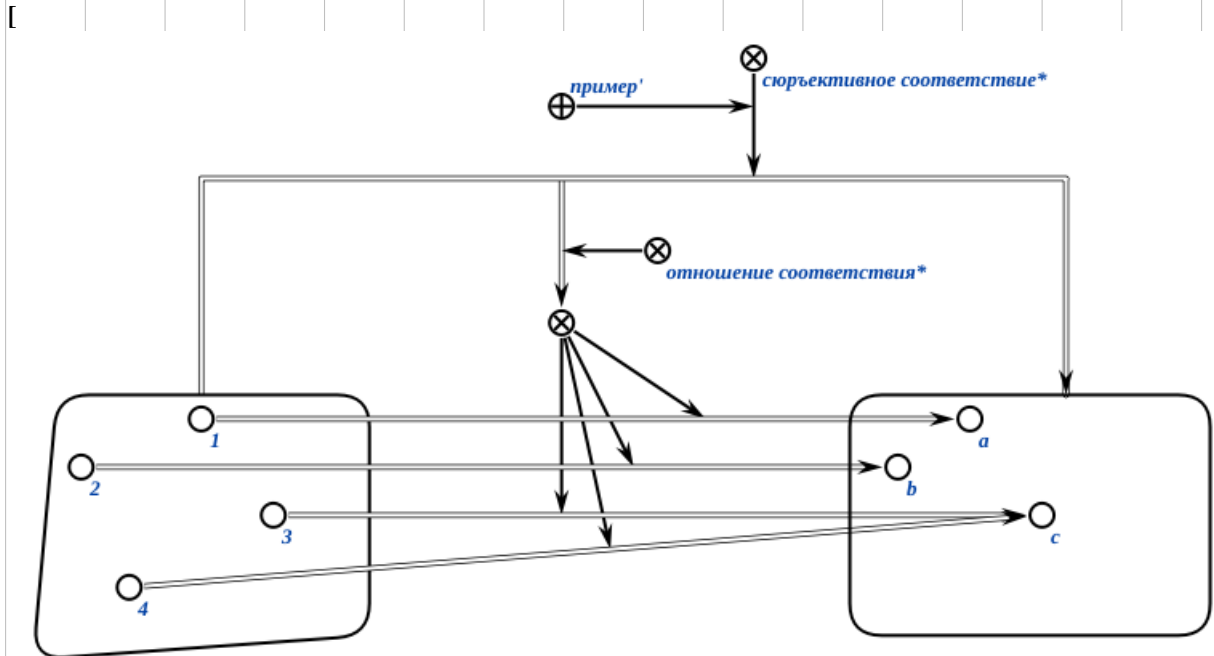 [
сюръективное соответствие*
пример'
отношение соответствия*
1
a
2
b
3
c
4